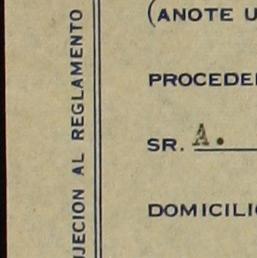 (ANOTE U
PROCEDE
SR. A.
DOMICILI
JECION AL REGLAMENTO